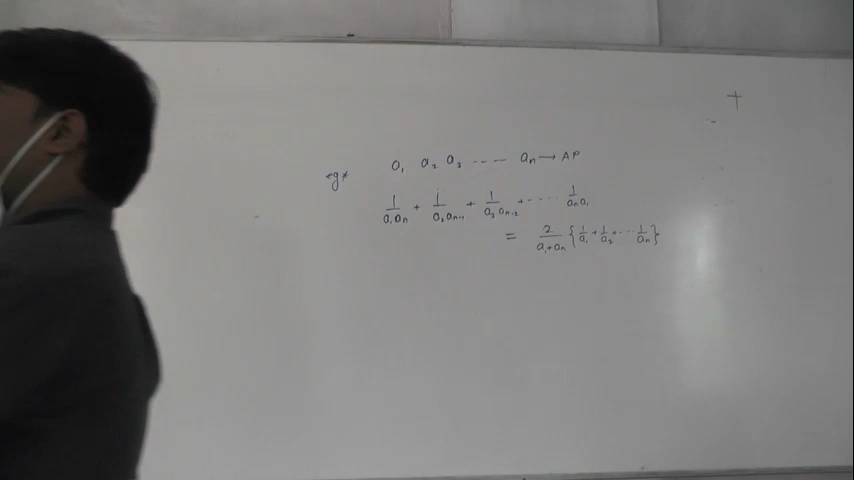 eg* a₁ a₂ a₃ ---- aₙ → AP
1/a₁aₙ + 1/a₂aₙ₋₁ + 1/a₃aₙ₋₂ + ---- 1/aₙa₁
= 2/a₁+aₙ {1/a₁ + 1/a₂ + --- 1/aₙ}